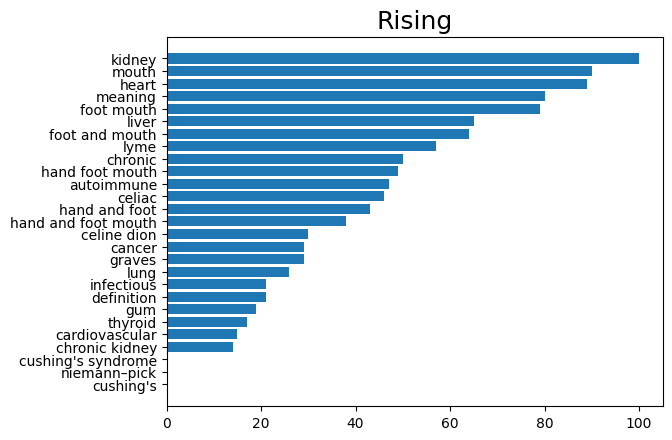 Rising
kidney
mouth
heart
meaning
foot mouth
liver
foot and mouth
lyme
chronic
hand foot mouth
autoimmune
celiac
hand and foot
hand and foot mouth
celine dion
cancer
graves
lung
infectious
definition
gum
thyroid
cardiovascular
chronic kidney
cushing's syndrome
niemann–pick
cushing's
0 20 40 60 80 100